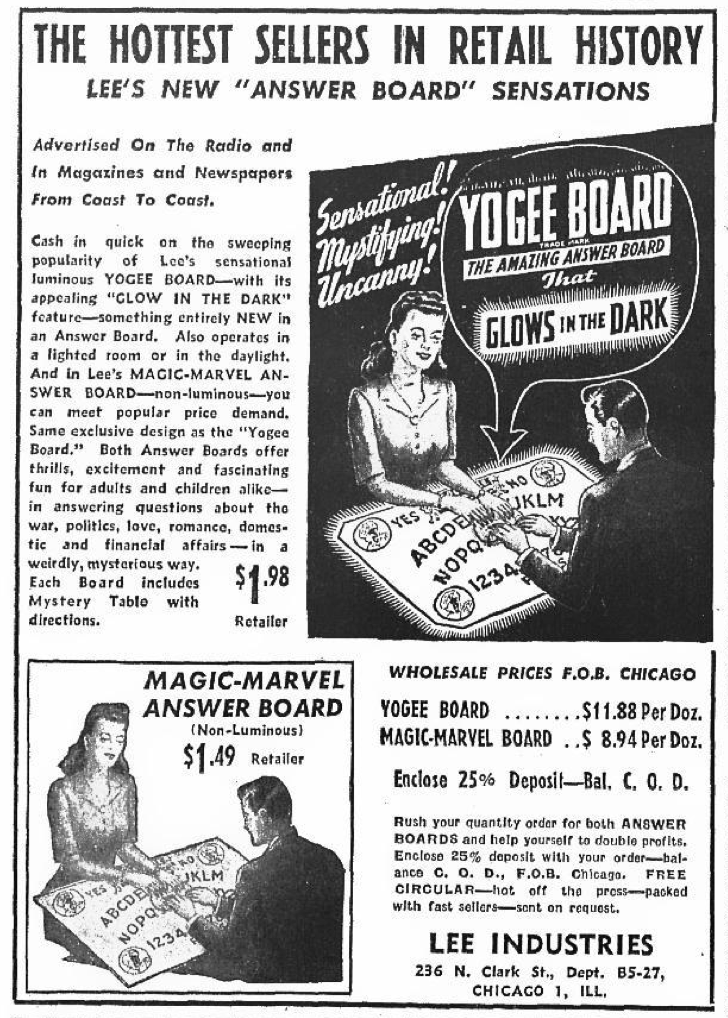 THE HOTTEST SELLERS IN RETAIL HISTORY
LEE'S NEW "ANSWER BOARD" SENSATIONS
Advertised On The Radio and
In Magazines and Newspapers
From Coast To Coast.
Cash in quick on the sweeping
popularity of Lee's sensational
luminous YOGEE BOARD—with its
appealing "GLOW IN THE DARK"
feature—something entirely NEW in
an Answer Board. Also operates in
a lighted room or in the daylight.
And in Lee's MAGIC-MARVEL AN-
SWER BOARD—non-luminous—you
can meet popular price demand.
Same exclusive design as the "Yogee
Board." Both Answer Boards offer
thrills, excitement and fascinating
fun for adults and children alike—
in answering questions about the
war, politics, love, romance, domes-
tic and financial affairs—in a
weirdly, mysterious way.
Each Board includes
Mystery Table with
directions.
$1.98
Retailer
Sensational!
Mystifying!
Uncanny!
YOGEE BOARD
TRADE MARK
THE AMAZING ANSWER BOARD
That
GLOWS IN THE DARK
YES NO
ABCDE JKLM
NOPQ
1234
MAGIC-MARVEL
ANSWER BOARD
(Non-Luminous)
$1.49 Retailer
YES NO
ABCDE JKLM
NOPQ
1234
WHOLESALE PRICES F.O.B. CHICAGO
YOGEE BOARD ........$11.88 Per Doz.
MAGIC-MARVEL BOARD ..$ 8.94 Per Doz.
Enclose 25% Deposit—Bal. C. O. D.
Rush your quantity order for both ANSWER
BOARDS and help yourself to double profits.
Enclose 25% deposit with your order—bal-
ance C. O. D., F.O.B. Chicago. FREE
CIRCULAR—hot off the press—packed
with fast sellers—sent on request.
LEE INDUSTRIES
236 N. Clark St., Dept. B5-27,
CHICAGO 1, ILL.